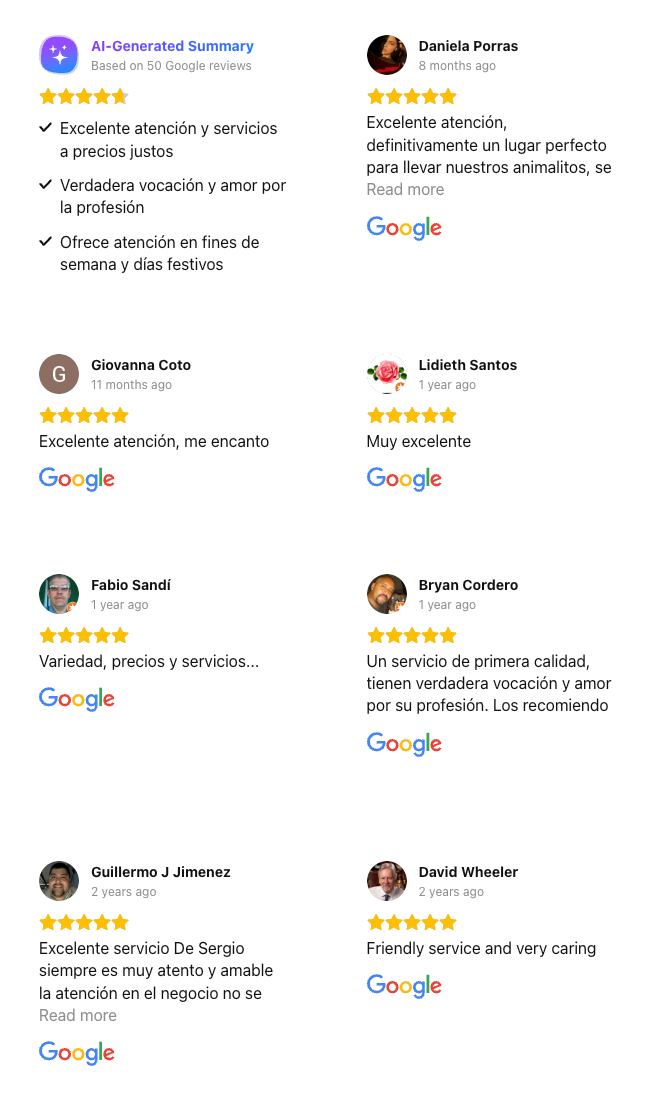 AI-Generated Summary
Based on 50 Google reviews
Excelente atención y servicios
a precios justos
Verdadera vocación y amor por
la profesión
Ofrece atención en fines de
semana y días festivos
Daniela Porras
8 months ago
Excelente atención,
definitivamente un lugar perfecto
para llevar nuestros animalitos, se
Read more
Google
G
Giovanna Coto
11 months ago
Excelente atención, me encanto
Google
Lidieth Santos
1 year ago
Muy excelente
Google
Fabio Sandí
1 year ago
Variedad, precios y servicios...
Google
Bryan Cordero
1 year ago
Un servicio de primera calidad,
tienen verdadera vocación y amor
por su profesión. Los recomiendo
Google
Guillermo J Jimenez
2 years ago
Excelente servicio De Sergio
siempre es muy atento y amable
la atención en el negocio no se
Read more
Google
David Wheeler
2 years ago
Friendly service and very caring
Google